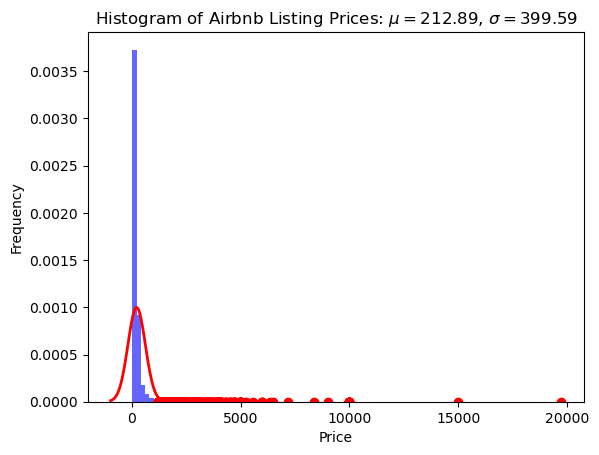 Histogram of Airbnb Listing Prices: μ = 212.89, σ = 399.59
0.0035
0.0030
0.0025
0.0020
0.0015
0.0010
0.0005
0.0000
Frequency
0 5000 10000 15000 20000
Price